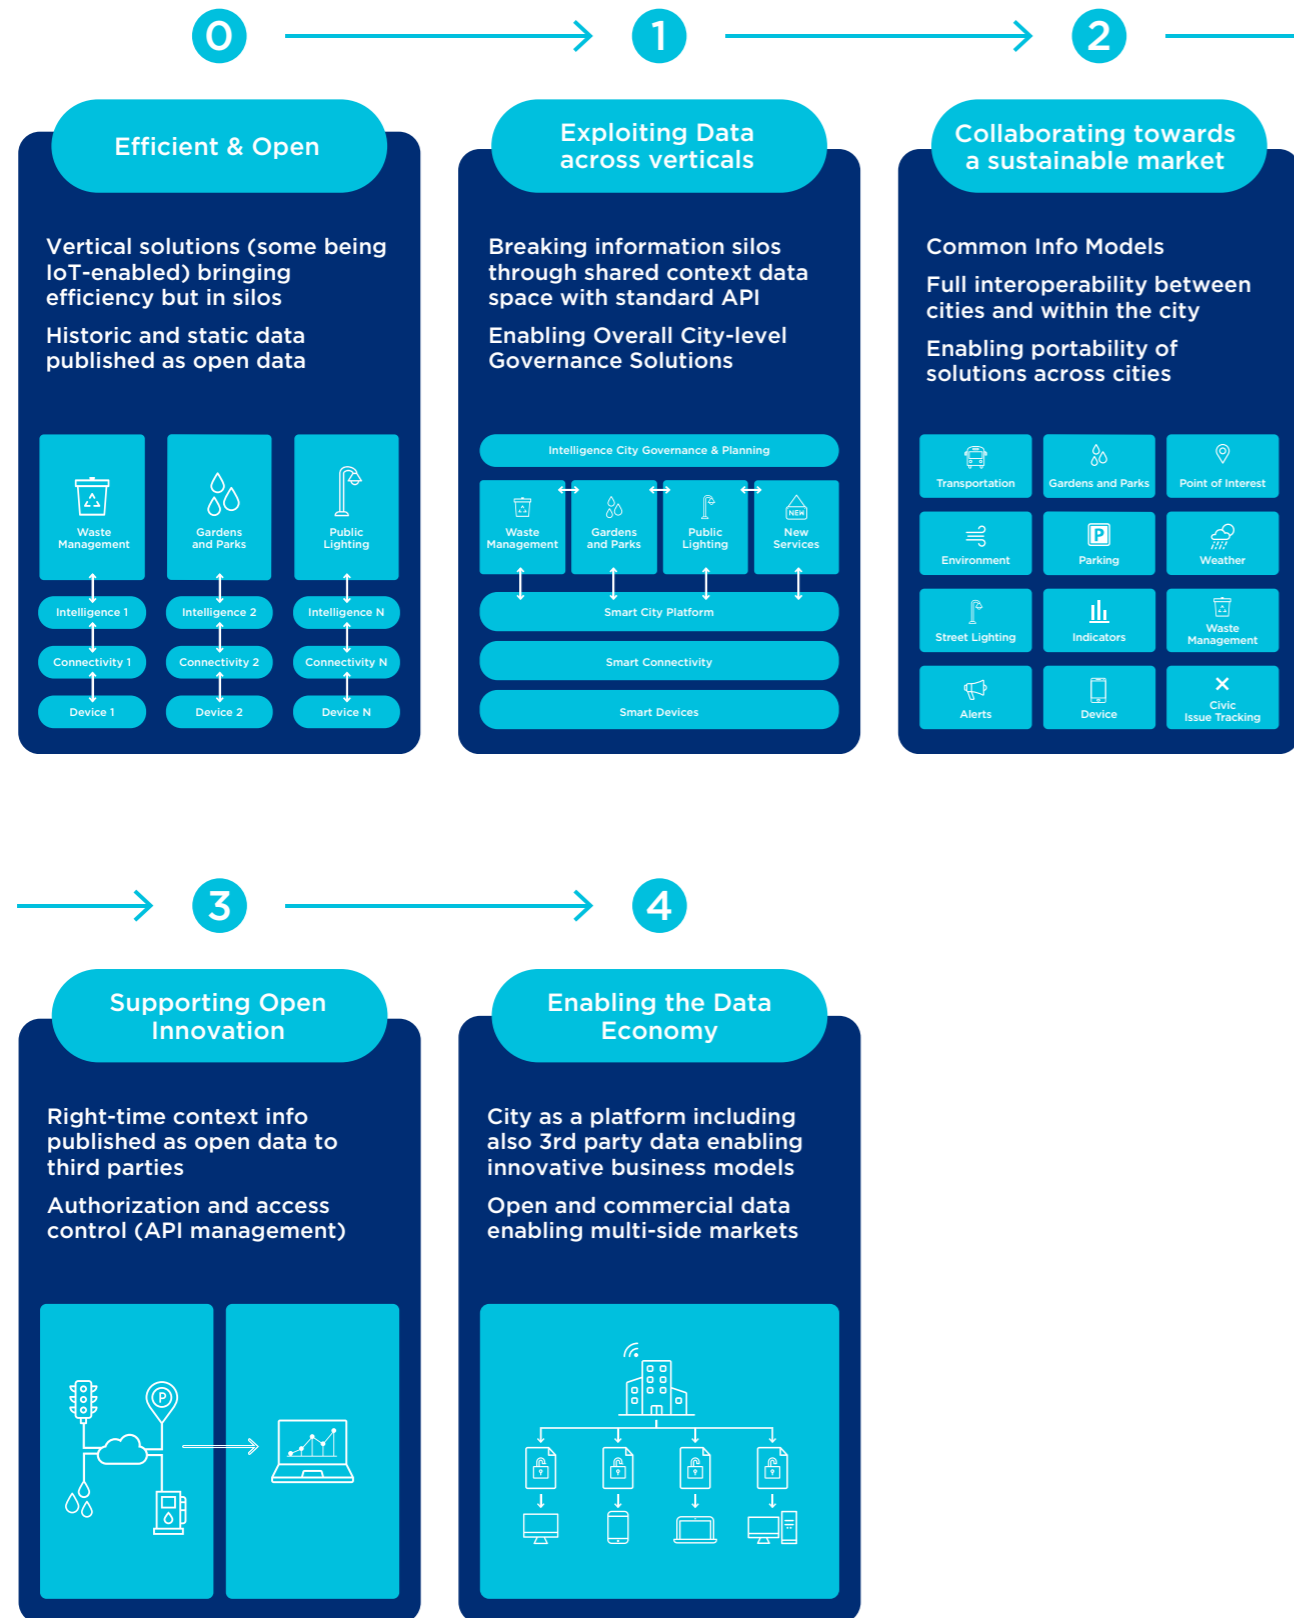 0
1
2
Efficient & Open
Vertical solutions (some being
IoT-enabled) bringing
efficiency but in silos
Historic and static data
published as open data
Waste
Management
Gardens
and Parks
Public
Lighting
Intelligence 1
Intelligence 2
Intelligence N
Connectivity 1
Connectivity 2
Connectivity N
Device 1
Device 2
Device N
Exploiting Data
across verticals
Breaking information silos
through shared context data
space with standard API
Enabling Overall City-level
Governance Solutions
Intelligence City Governance & Planning
Waste
Management
Gardens
and Parks
Public
Lighting
NEW
New
Services
Smart City Platform
Smart Connectivity
Smart Devices
Collaborating towards
a sustainable market
Common Info Models
Full interoperability between
cities and within the city
Enabling portability of
solutions across cities
Transportation
Gardens and Parks
Point of Interest
Environment
P
Parking
Weather
Street Lighting
Indicators
Waste
Management
Alerts
Device
Civic
Issue Tracking
3
4
Supporting Open
Innovation
Right-time context info
published as open data to
third parties
Authorization and access
control (API management)
P
Enabling the Data
Economy
City as a platform including
also 3rd party data enabling
innovative business models
Open and commercial data
enabling multi-side markets